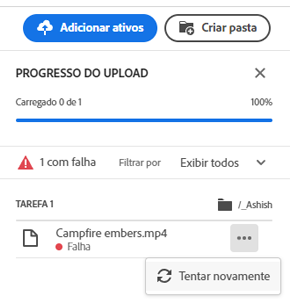 Adicionar ativos
Criar pasta
PROGRESSO DO UPLOAD
Carregado 0 de 1
100%
1 com falha
Filtrar por
Exibir todos
TAREFA 1
/_Ashish
Campfire embers.mp4
Falha
Tentar novamente